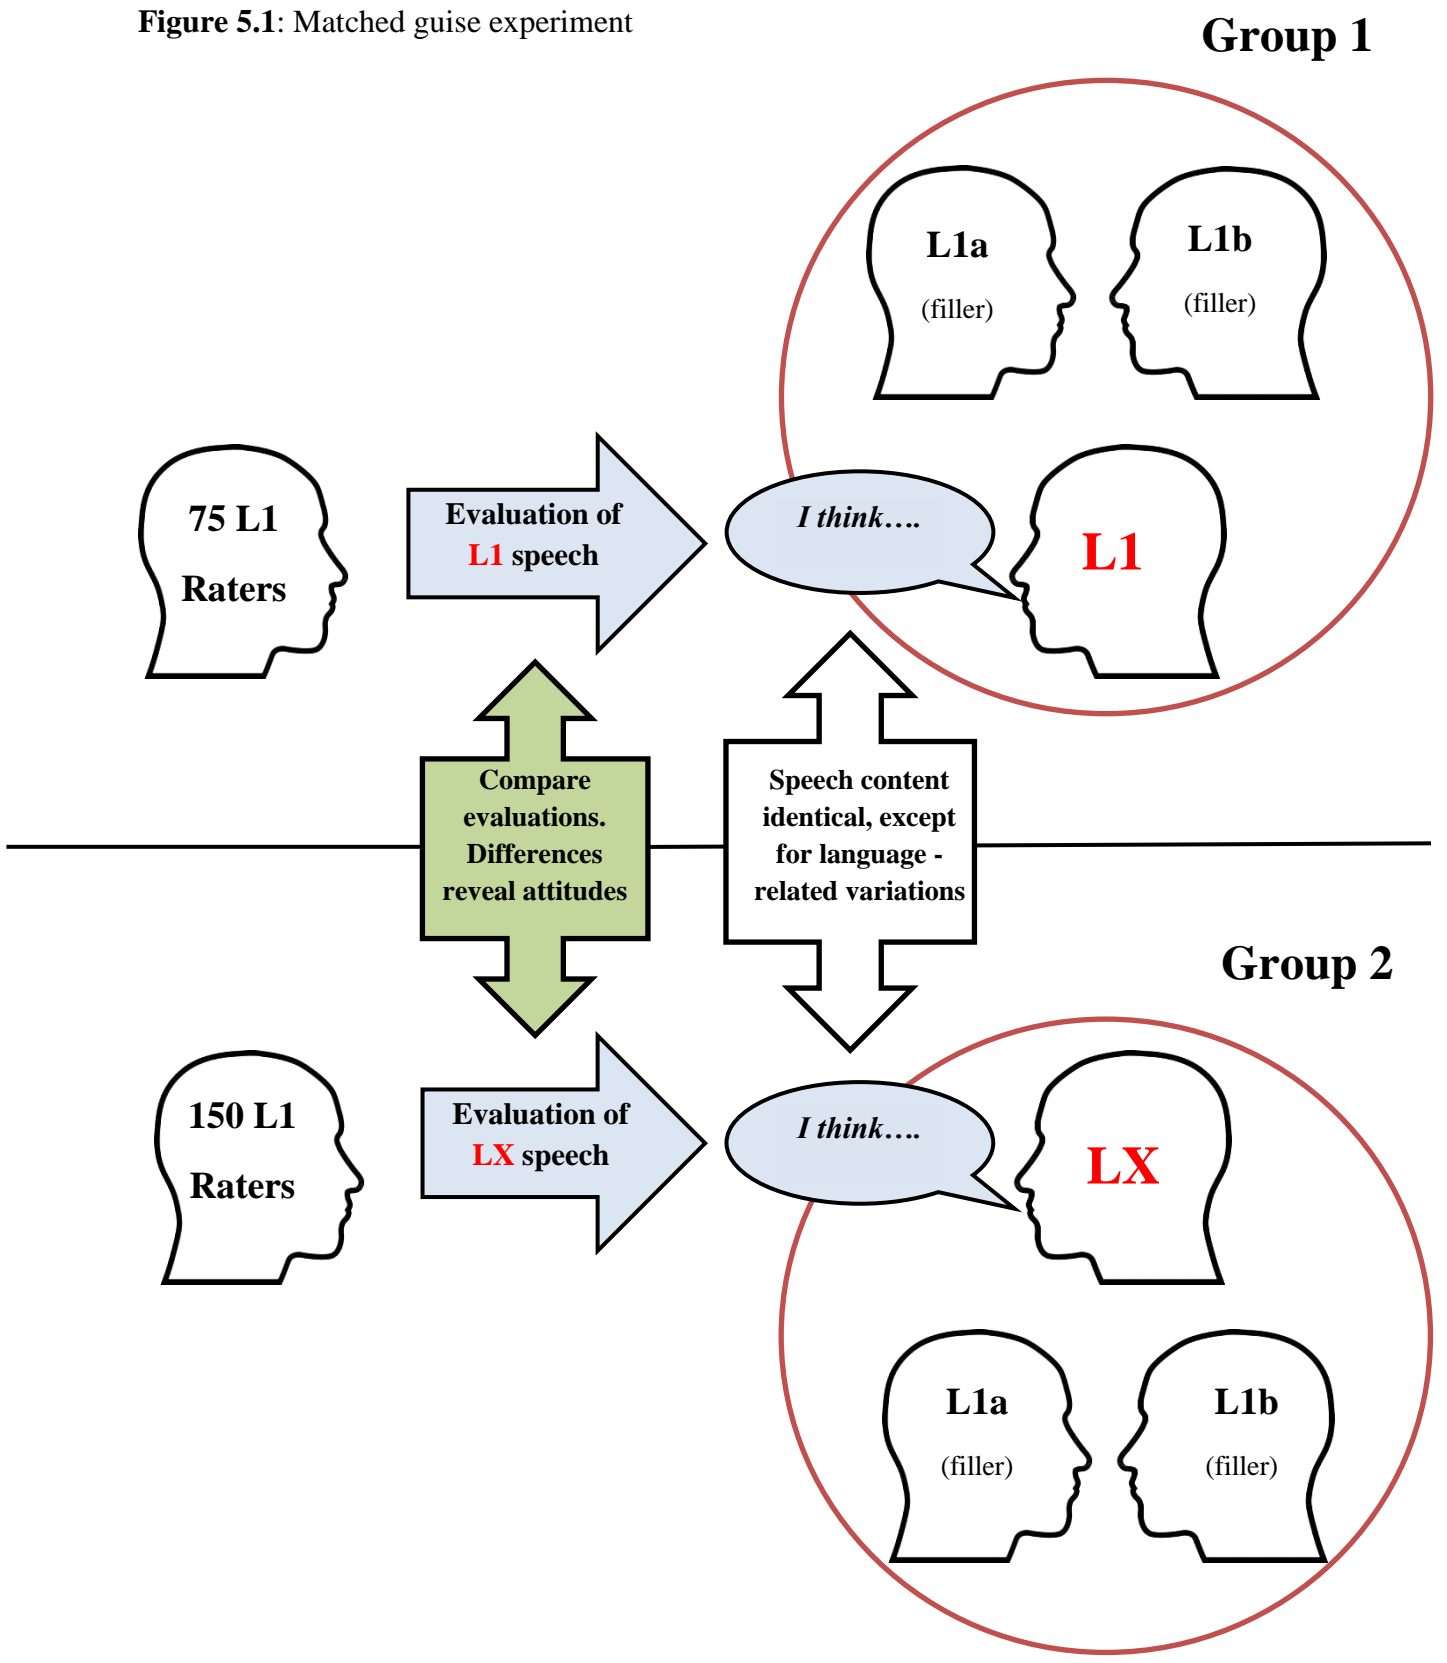 Figure 5.1: Matched guise experiment
Group 1
L1a
(filler)
L1b
(filler)
75 L1
Raters
Evaluation of
L1 speech
I think….
L1
Compare
evaluations.
Differences
reveal attitudes
Speech content
identical, except
for language -
related variations
Group 2
150 L1
Raters
Evaluation of
LX speech
I think….
LX
L1a
(filler)
L1b
(filler)